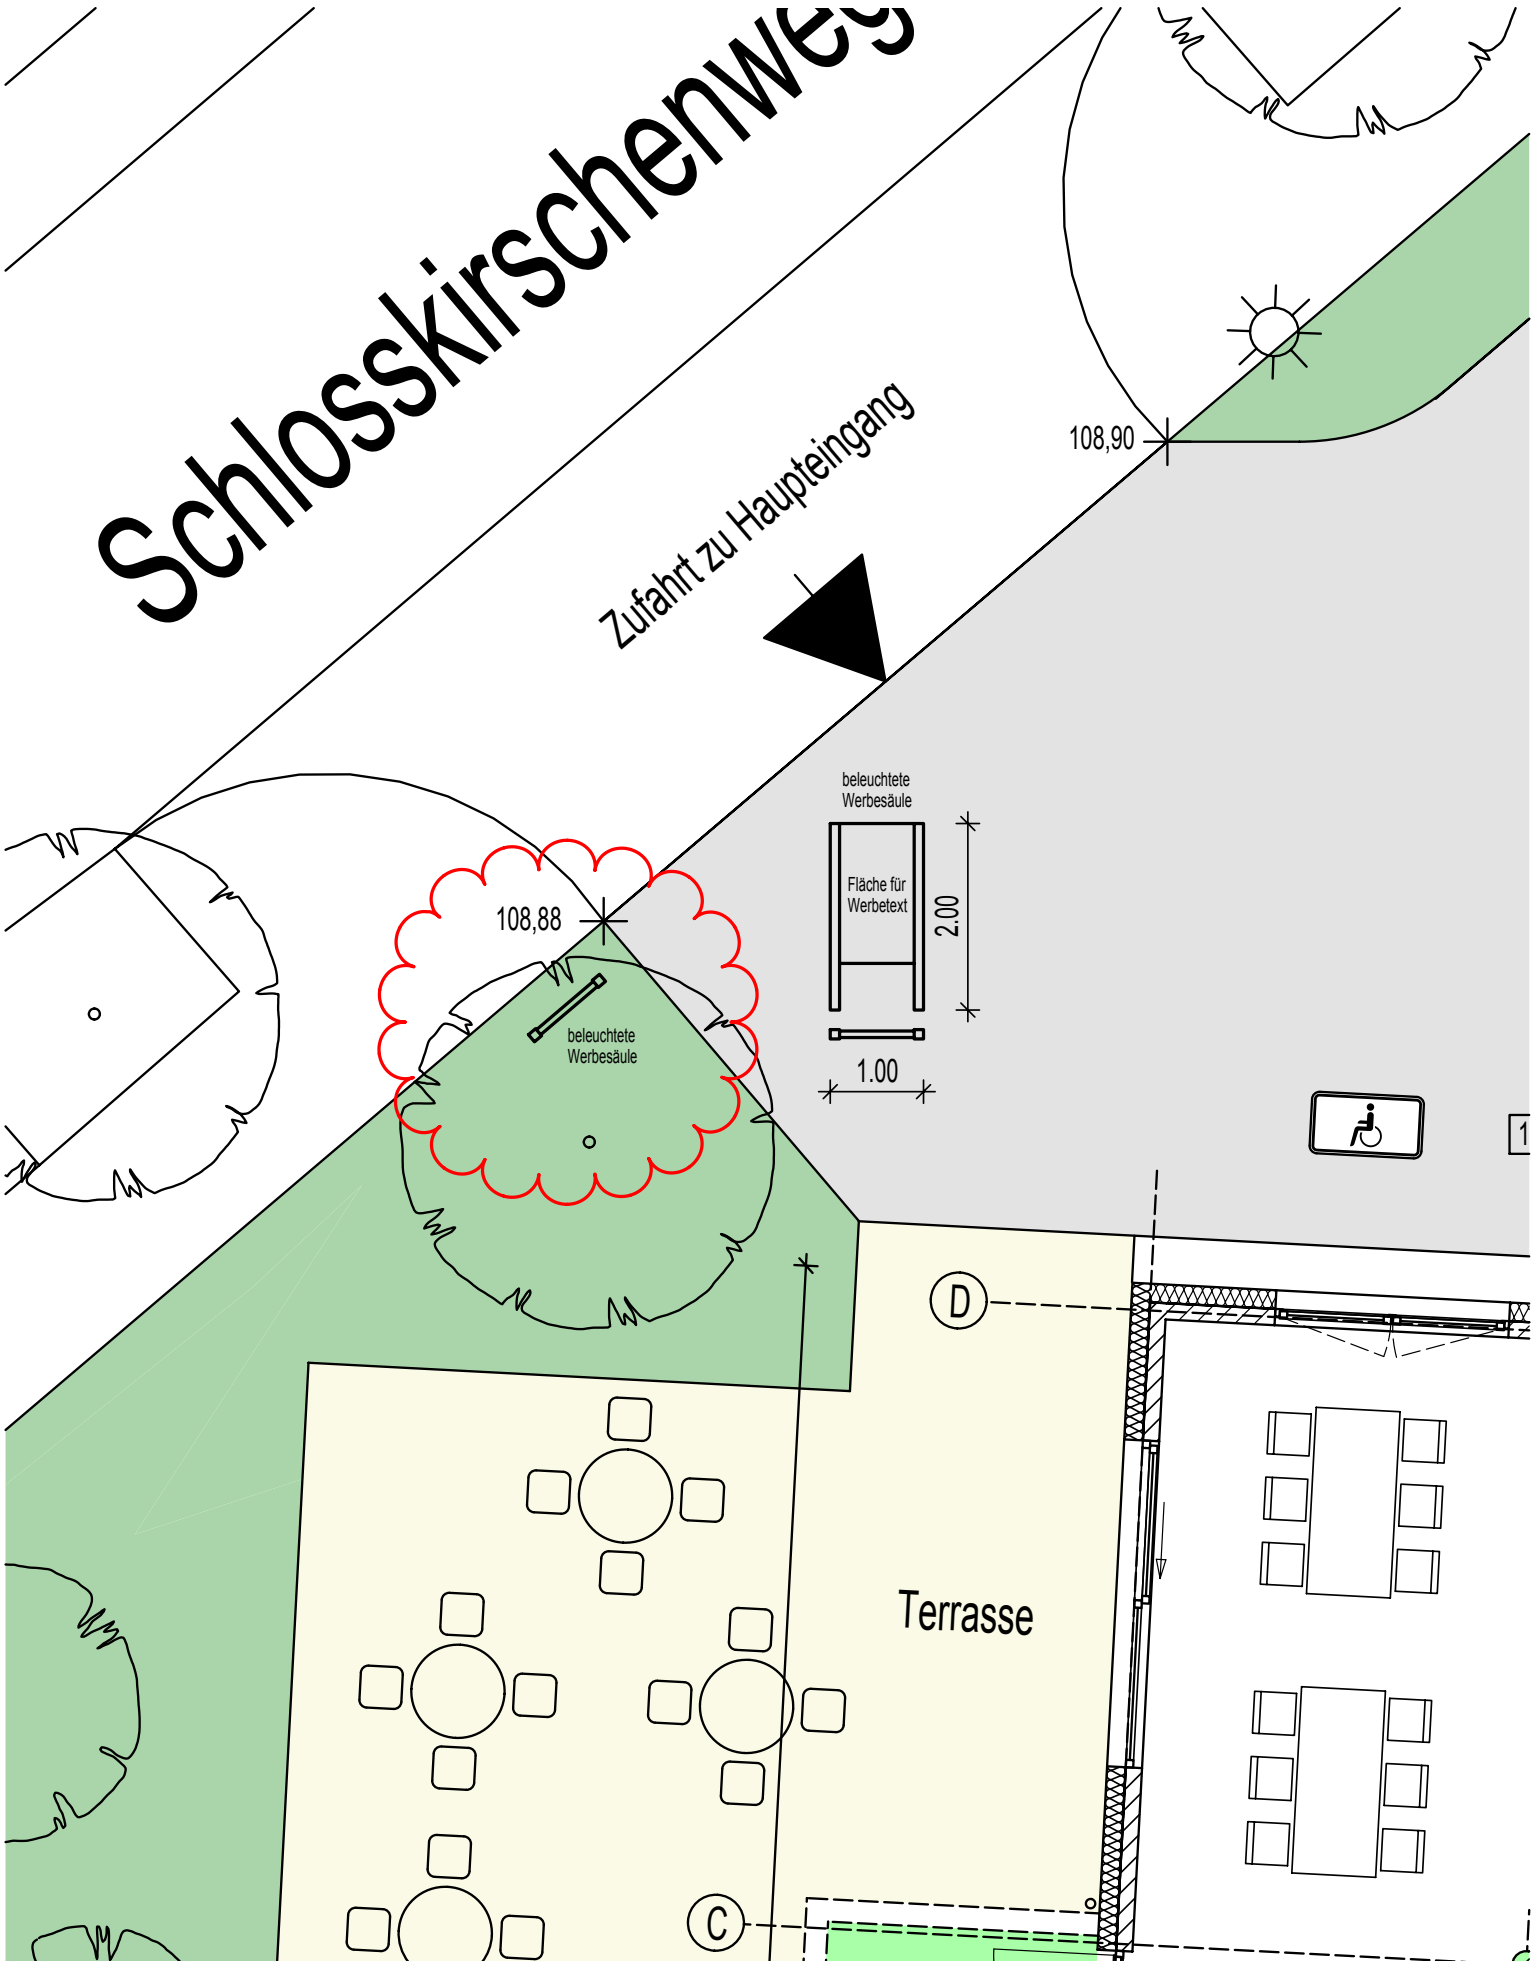 Schlosskirschenweg
108,90
Zufahrt zu Haupteingang
beleuchtete
Werbesäule
Fläche für
Werbetext
2.00
108,88
beleuchtete
Werbesäule
1.00
1
D
Terrasse
C